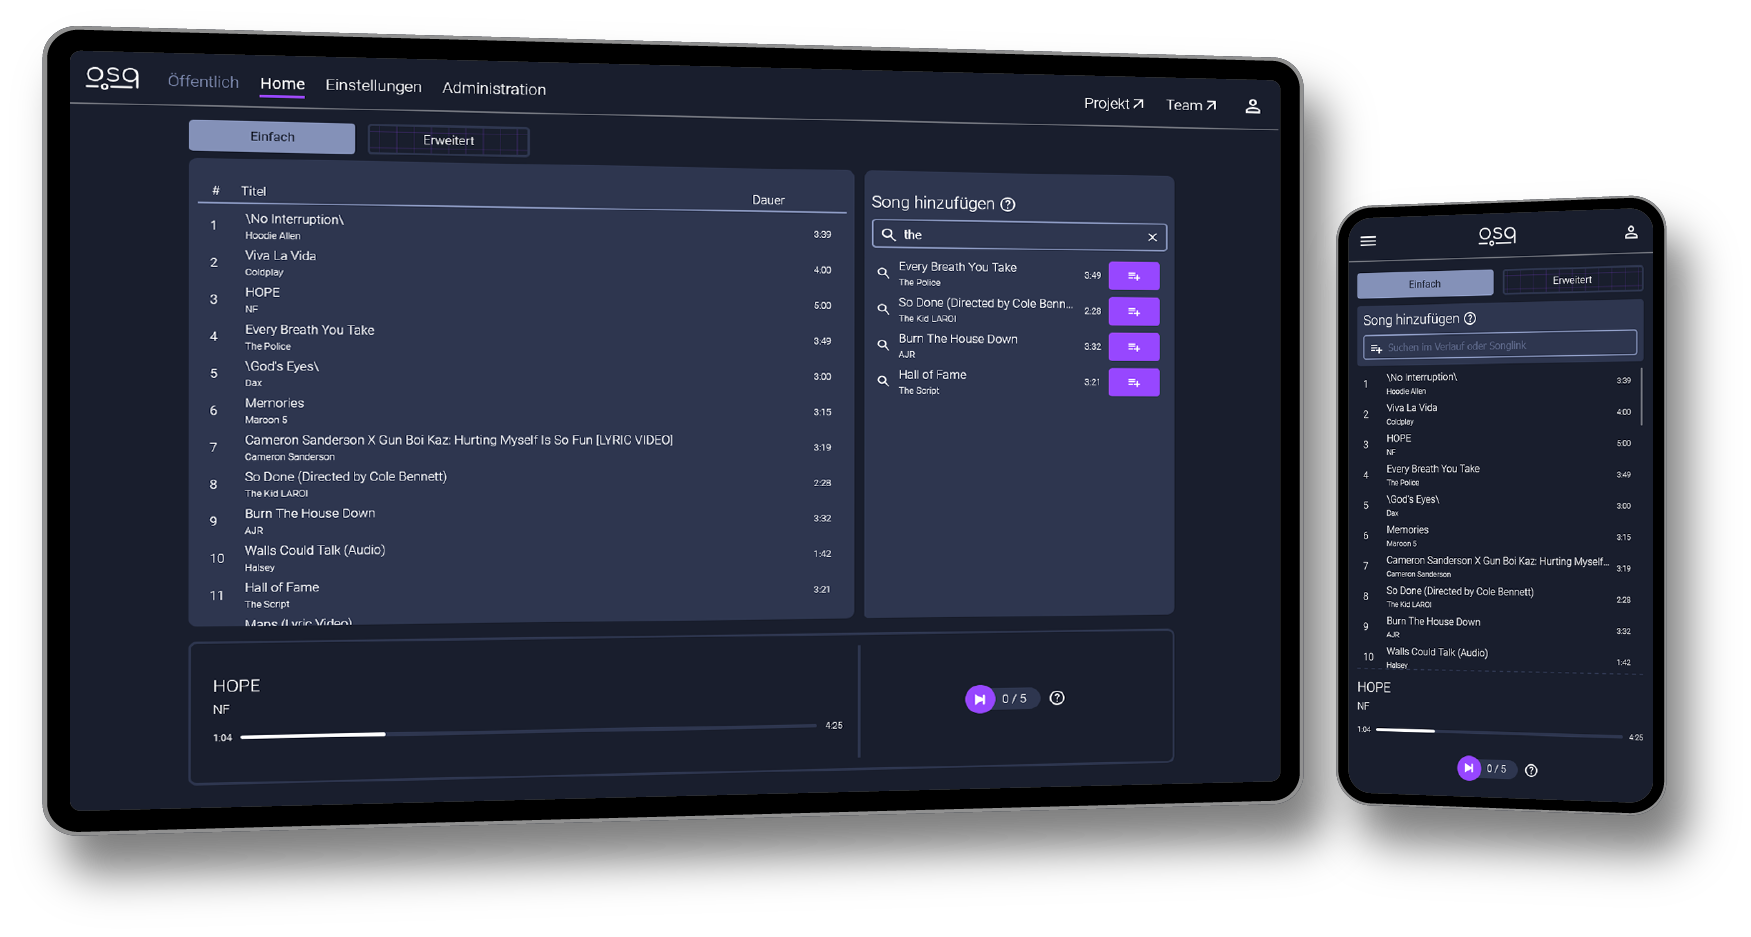 osq Öffentlich Home Einstellungen Administration Projekt Team
Einfach Erweitert
# Titel Dauer
1 \No Interruption\ 3:39
Hoodie Allen
2 Viva La Vida 4:00
Coldplay
3 HOPE 5:00
NF
4 Every Breath You Take 3:49
The Police
5 \God's Eyes\ 3:00
Dax
6 Memories 3:15
Maroon 5
7 Cameron Sanderson X Gun Boi Kaz: Hurting Myself Is So Fun [LYRIC VIDEO] 3:19
Cameron Sanderson
8 So Done (Directed by Cole Bennett) 2:28
The Kid LAROI
9 Burn The House Down 3:32
AJR
10 Walls Could Talk (Audio) 1:42
Halsey
11 Hall of Fame 3:21
The Script
Maps (Lyric Video)
Song hinzufügen
the
Every Breath You Take 3:49
The Police
So Done (Directed by Cole Benn... 2:28
The Kid LAROI
Burn The House Down 3:32
AJR
Hall of Fame 3:21
The Script
HOPE
NF
1:04 4:25
0 / 5
osq
Einfach Erweitert
Song hinzufügen
Suchen im Verlauf oder Songlink
1 \No Interruption\ 3:39
Hoodie Allen
2 Viva La Vida 4:00
Coldplay
3 HOPE 5:00
NF
4 Every Breath You Take 3:49
The Police
5 \God's Eyes\ 3:00
Dax
6 Memories 3:15
Maroon 5
7 Cameron Sanderson X Gun Boi Kaz: Hurting Myself... 3:19
Cameron Sanderson
8 So Done (Directed by Cole Bennett) 2:28
The Kid LAROI
9 Burn The House Down 3:32
AJR
10 Walls Could Talk (Audio) 1:42
Halsey
HOPE
NF
1:04 4:25
0 / 5